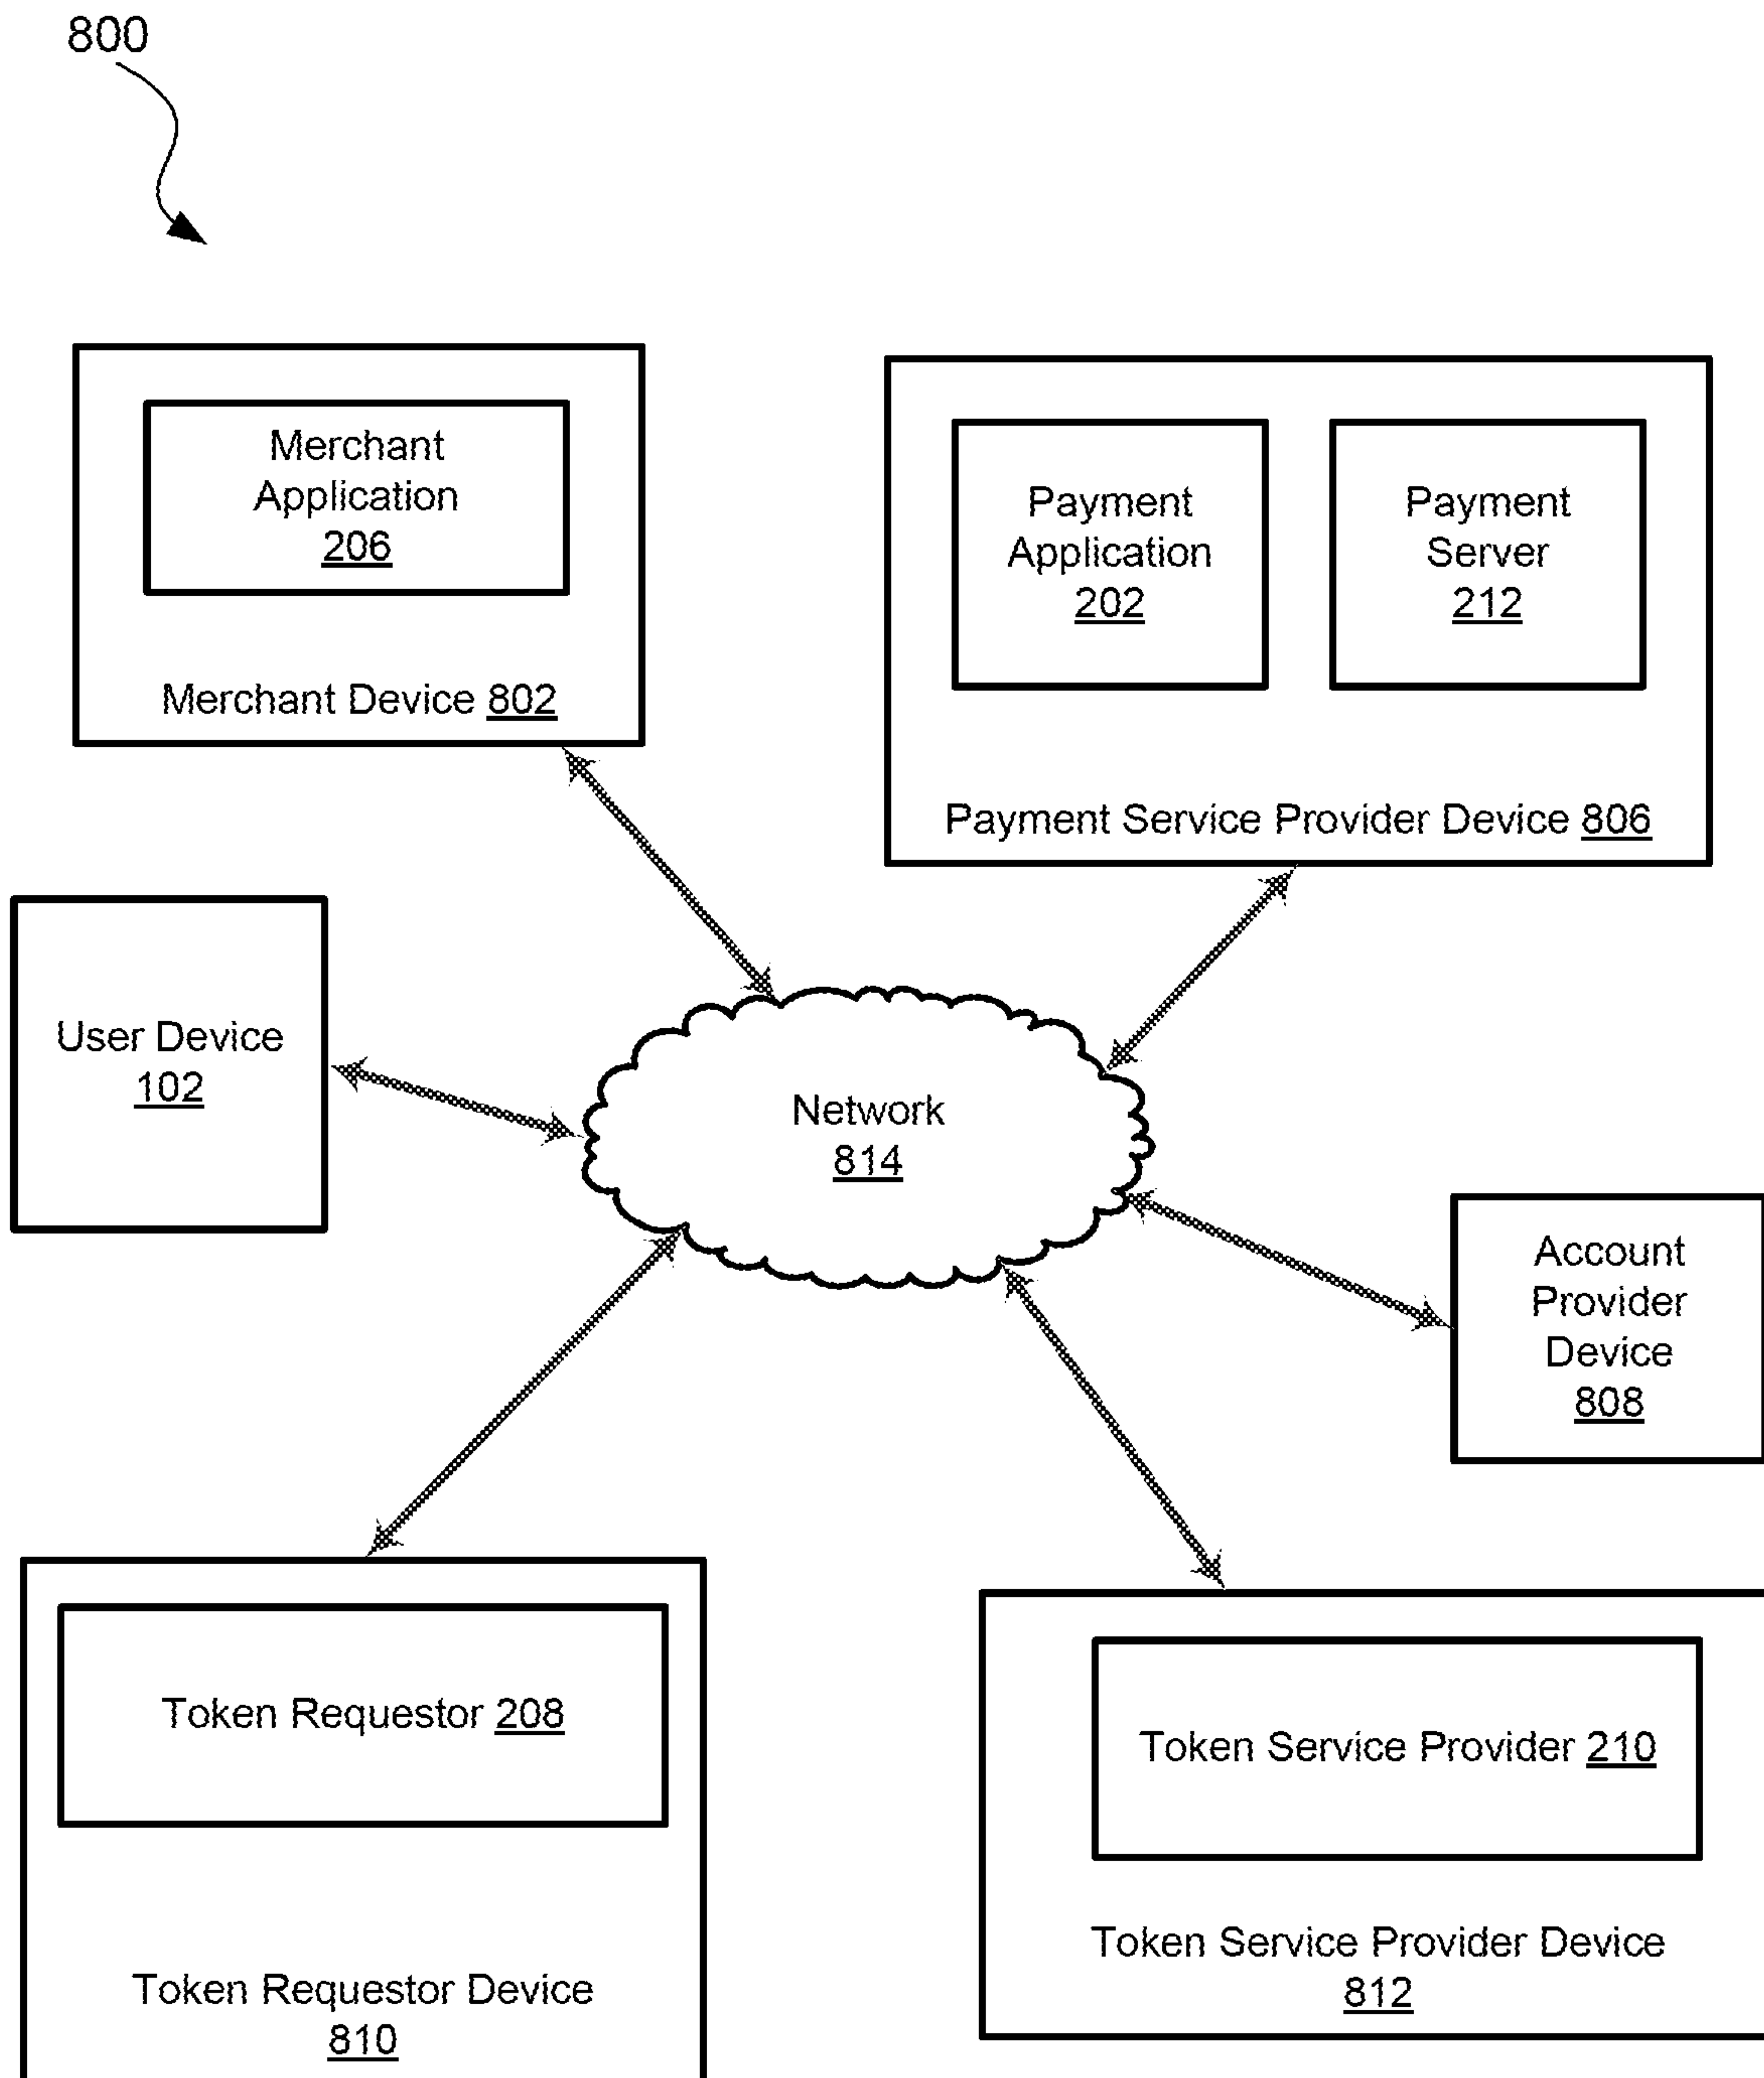 800
Merchant
Application
206
Merchant Device 802
Payment
Application
202
Payment
Server
212
Payment Service Provider Device 806
User Device
102
Network
814
Account
Provider
Device
808
Token Requestor 208
Token Requestor Device
810
Token Service Provider 210
Token Service Provider Device
812